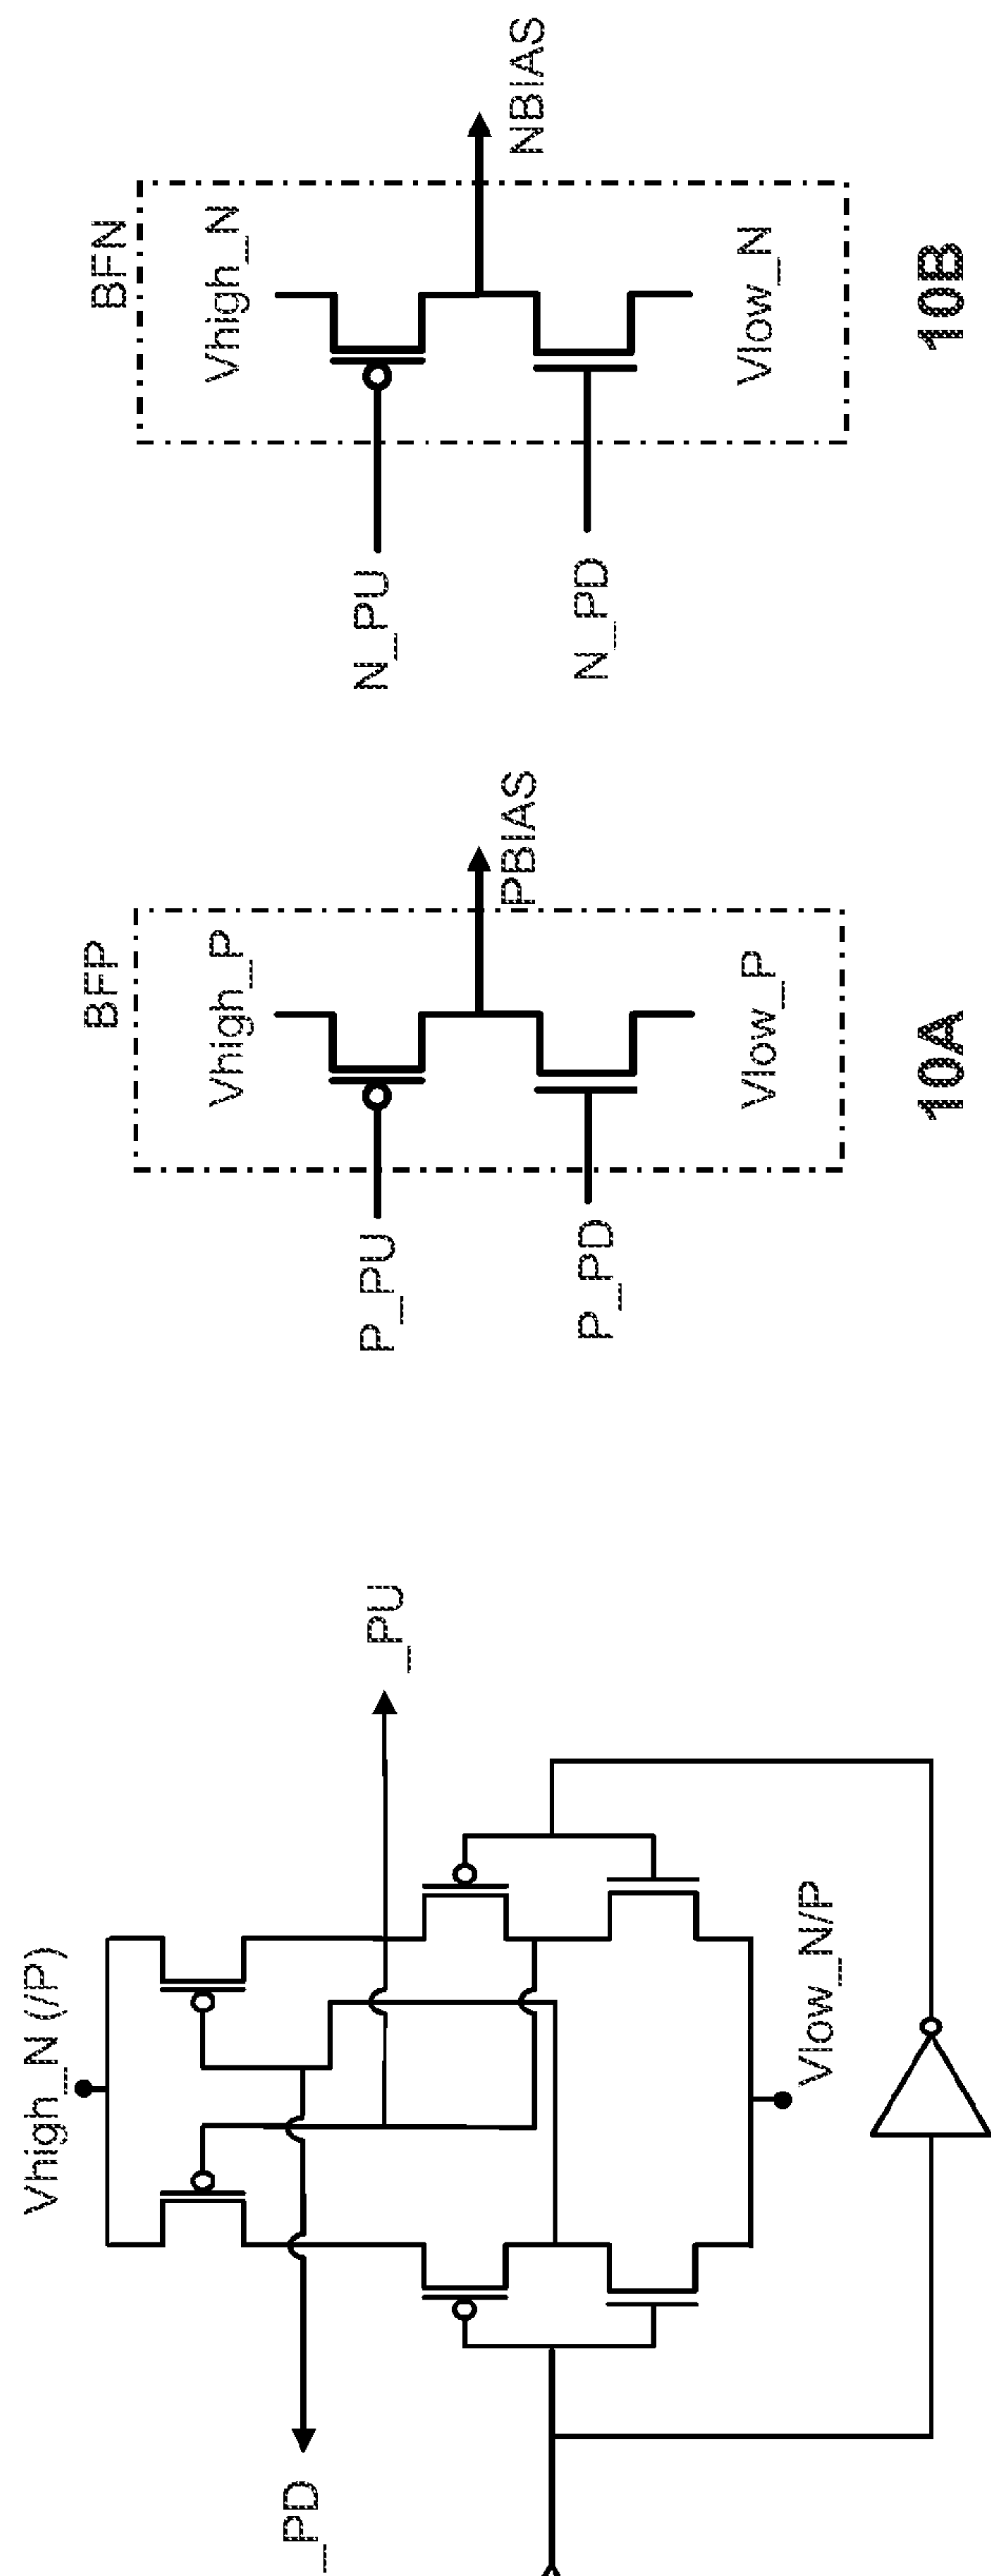 Vhigh_N (/P)
_PD
_PU
Vlow_N/P
BFP
Vhigh_P
P_PU
PBIAS
P_PD
Vlow_P
10A
BFN
Vhigh_N
N_PU
NBIAS
N_PD
Vlow_N
10B